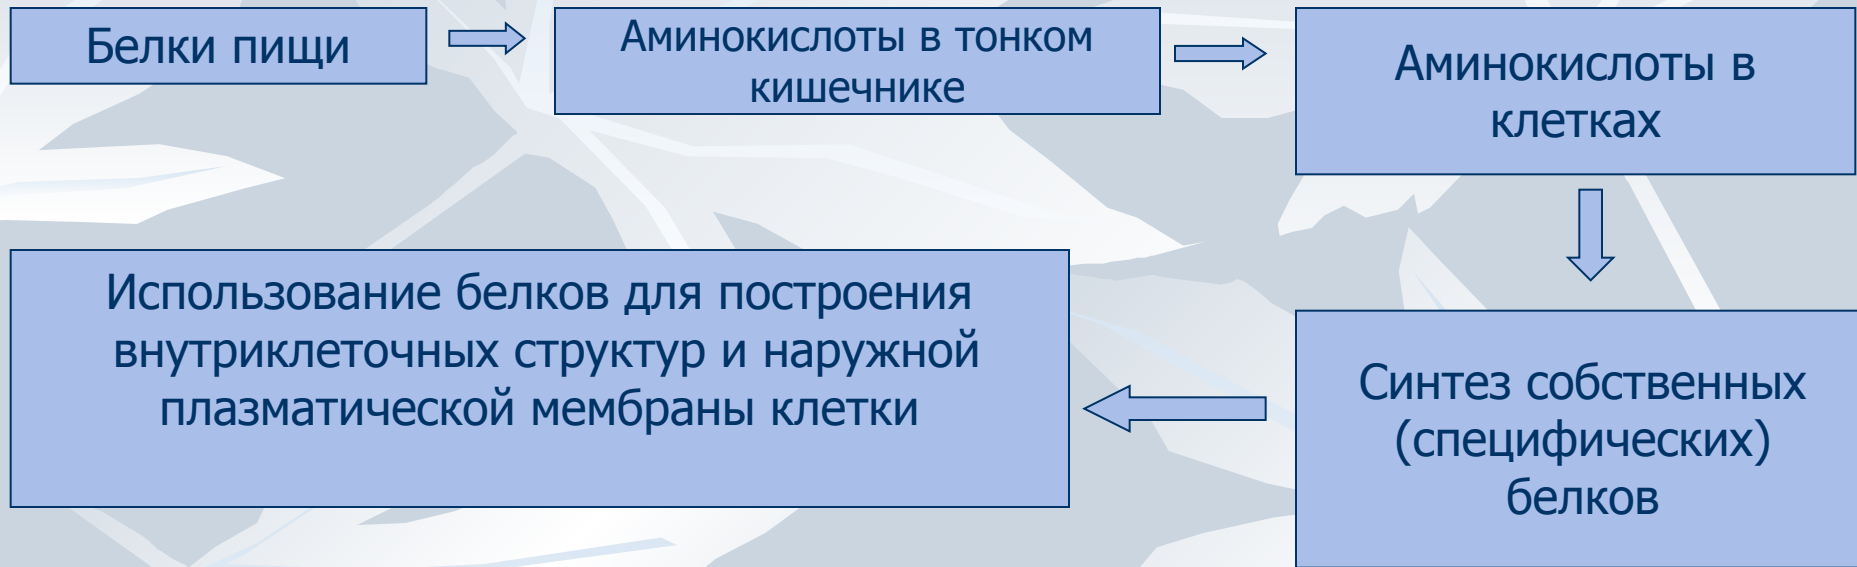 Белки пищи
Аминокислоты в тонком
кишечнике
Аминокислоты в
клетках
Синтез собственных
(специфических)
белков
Использование белков для построения
внутриклеточных структур и наружной
плазматической мембраны клетки